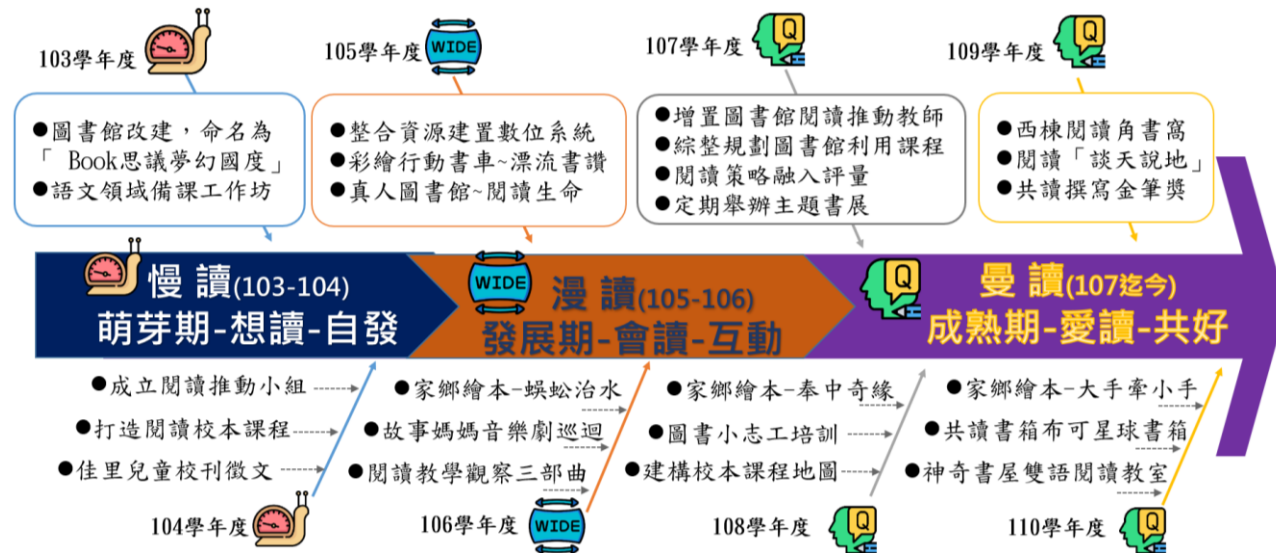 103學年度
105學年度
WIDE
107學年度
Q
109學年度
Q
●圖書館改建，命名為
「 Book思議夢幻國度」
●語文領域備課工作坊
●整合資源建置數位系統
●彩繪行動書車~漂流書讚
●真人圖書館~閱讀生命
●增置圖書館閱讀推動教師
●綜整規劃圖書館利用課程
●閱讀策略融入評量
●定期舉辦主題書展
●西棟閱讀角書窩
●閱讀「談天說地」
●共讀撰寫金筆獎
慢 讀(103-104)
萌芽期-想讀-自發
WIDE
漫 讀(105-106)
發展期-會讀-互動
Q
曼 讀(107迄今)
成熟期-愛讀-共好
●成立閱讀推動小組
●打造閱讀校本課程
●佳里兒童校刊徵文
●家鄉繪本-蜈蚣治水
●故事媽媽音樂劇巡迴
●閱讀教學觀察三部曲
●家鄉繪本-奉中奇緣
●圖書小志工培訓
●建構校本課程地圖
●家鄉繪本-大手牽小手
●共讀書箱布可星球書箱
●神奇書屋雙語閱讀教室
104學年度
106學年度
WIDE
108學年度
Q
110學年度
Q